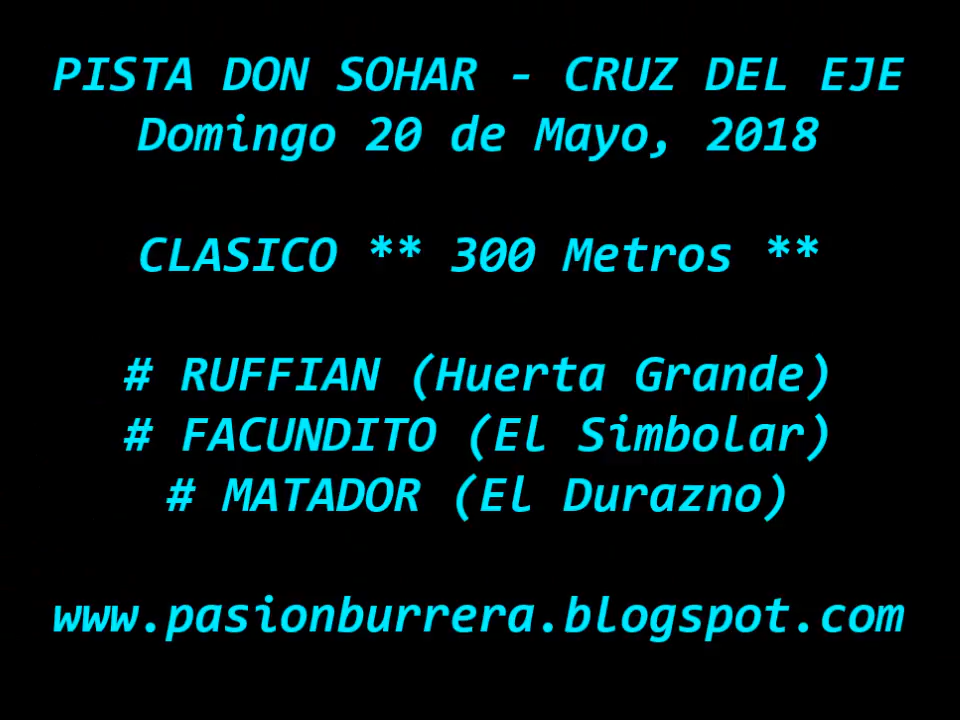 PISTA DON SOHAR - CRUZ DEL EJE
Domingo 20 de Mayo, 2018
CLASICO ** 300 Metros **
# RUFFIAN (Huerta Grande)
# FACUNDITO (El Simbolar)
# MATADOR (El Durazno)
www.pasionburrera.blogspot.com